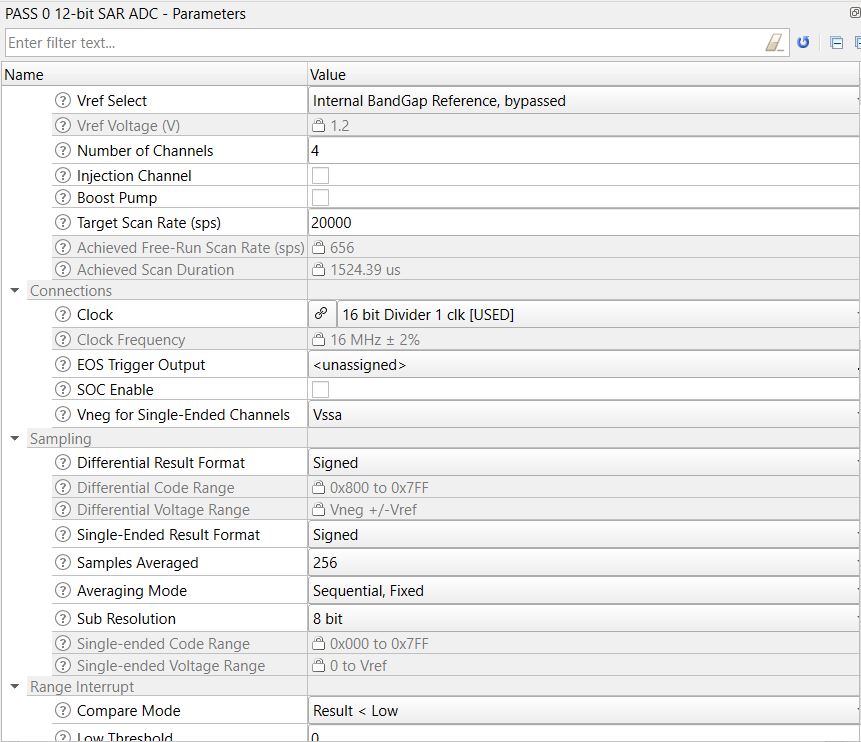 PASS 0 12-bit SAR ADC - Parameters
Enter filter text...
Name Value
Vref Select Internal BandGap Reference, bypassed
Vref Voltage (V) 1.2
Number of Channels 4
Injection Channel
Boost Pump
Target Scan Rate (sps) 20000
Achieved Free-Run Scan Rate (sps) 656
Achieved Scan Duration 1524.39 us
Connections
Clock 16 bit Divider 1 clk [USED]
Clock Frequency 16 MHz ± 2%
EOS Trigger Output <unassigned>
SOC Enable
Vneg for Single-Ended Channels Vssa
Sampling
Differential Result Format Signed
Differential Code Range 0x800 to 0x7FF
Differential Voltage Range Vneg +/-Vref
Single-Ended Result Format Signed
Samples Averaged 256
Averaging Mode Sequential, Fixed
Sub Resolution 8 bit
Single-ended Code Range 0x000 to 0x7FF
Single-ended Voltage Range 0 to Vref
Range Interrupt
Compare Mode Result < Low
Low Threshold 0